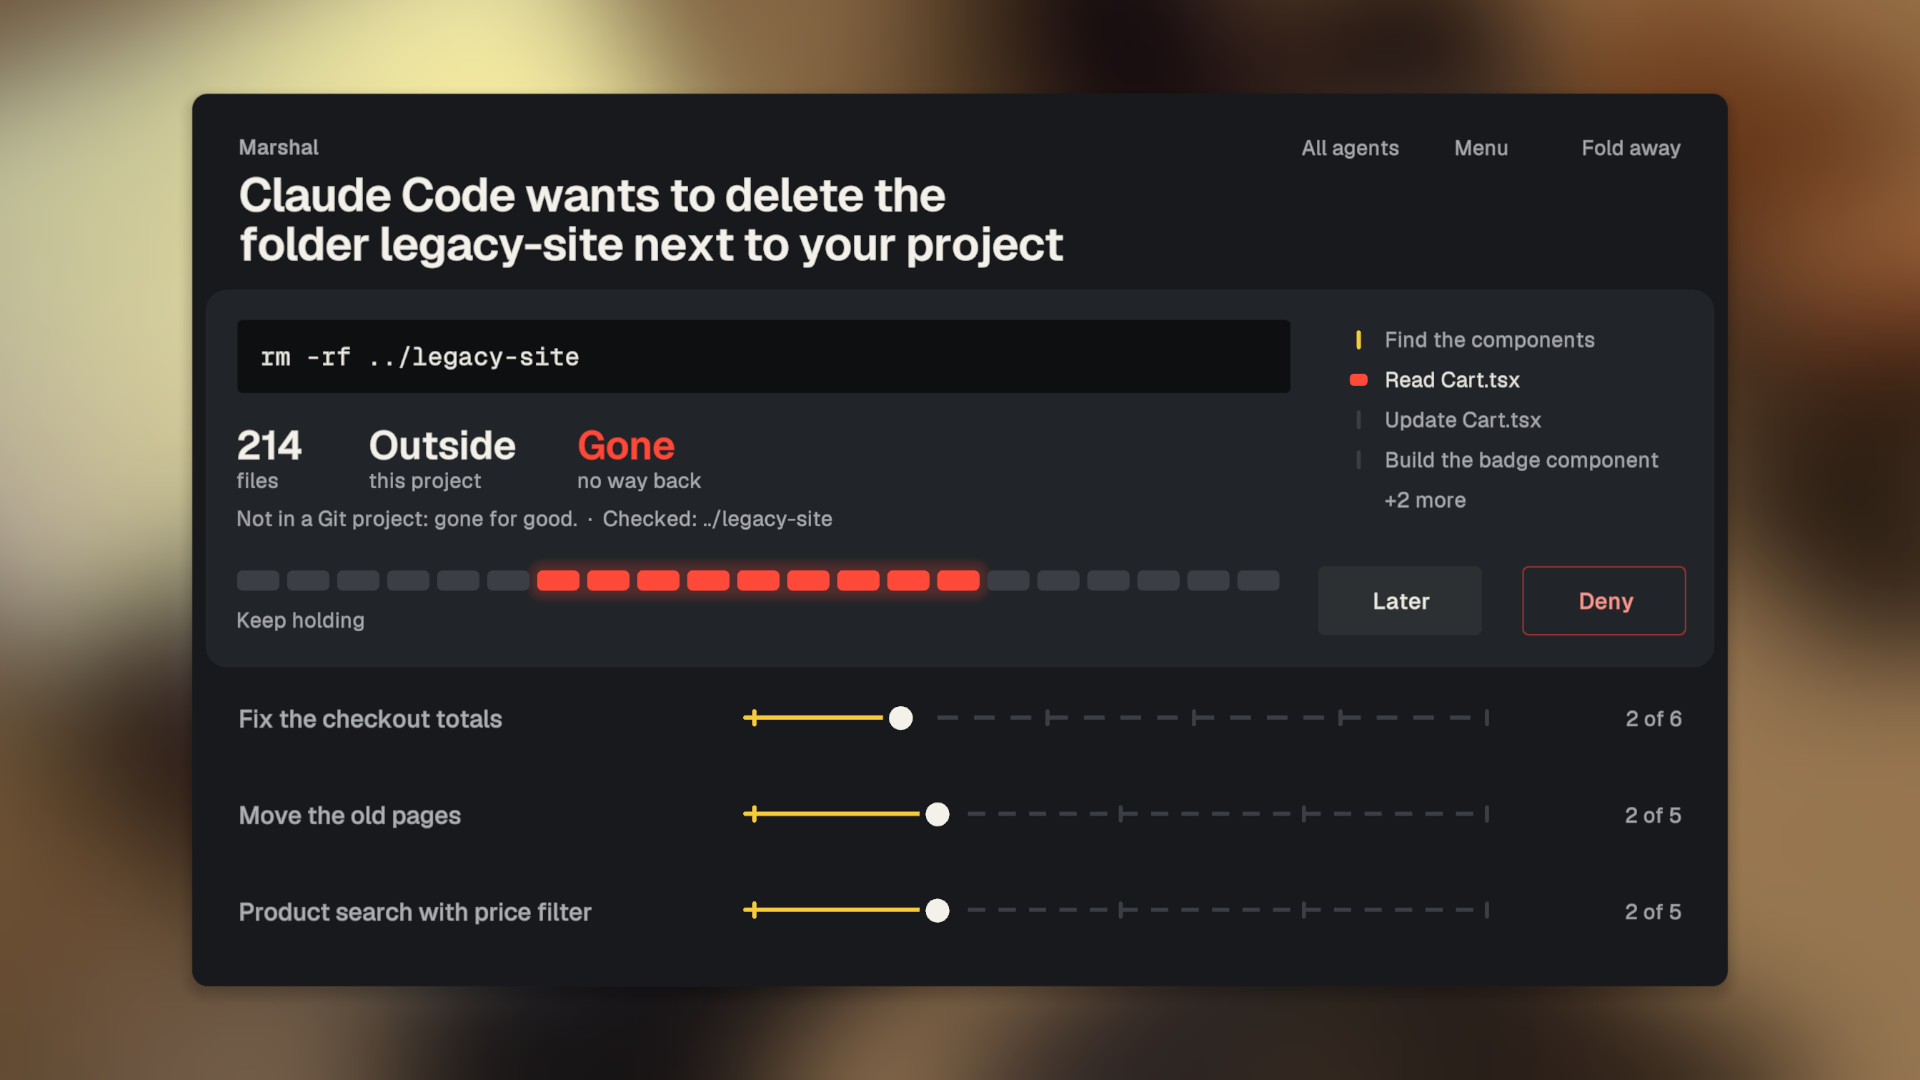 Marshal
All agents
Menu
Fold away
Claude Code wants to delete the
folder legacy-site next to your project
rm -rf ../legacy-site
214
files
Outside
this project
Gone
no way back
Not in a Git project: gone for good. · Checked: ../legacy-site
Keep holding
Find the components
Read Cart.tsx
Update Cart.tsx
Build the badge component
+2 more
Later
Deny
Fix the checkout totals
2 of 6
Move the old pages
2 of 5
Product search with price filter
2 of 5